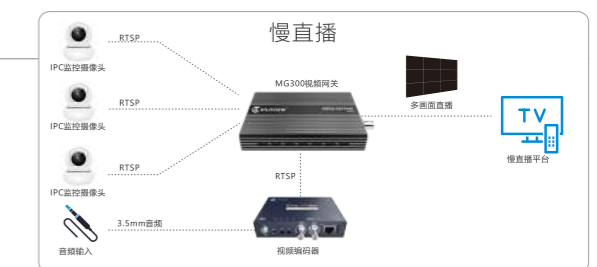 慢直播
RTSP
IPC监控摄像头
MG300视频网关
RTSP
IPC监控摄像头
多画面直播
TV
慢直播平台
RTSP
IPC监控摄像头
RTSP
3.5mm音频
音频输入
视频编码器